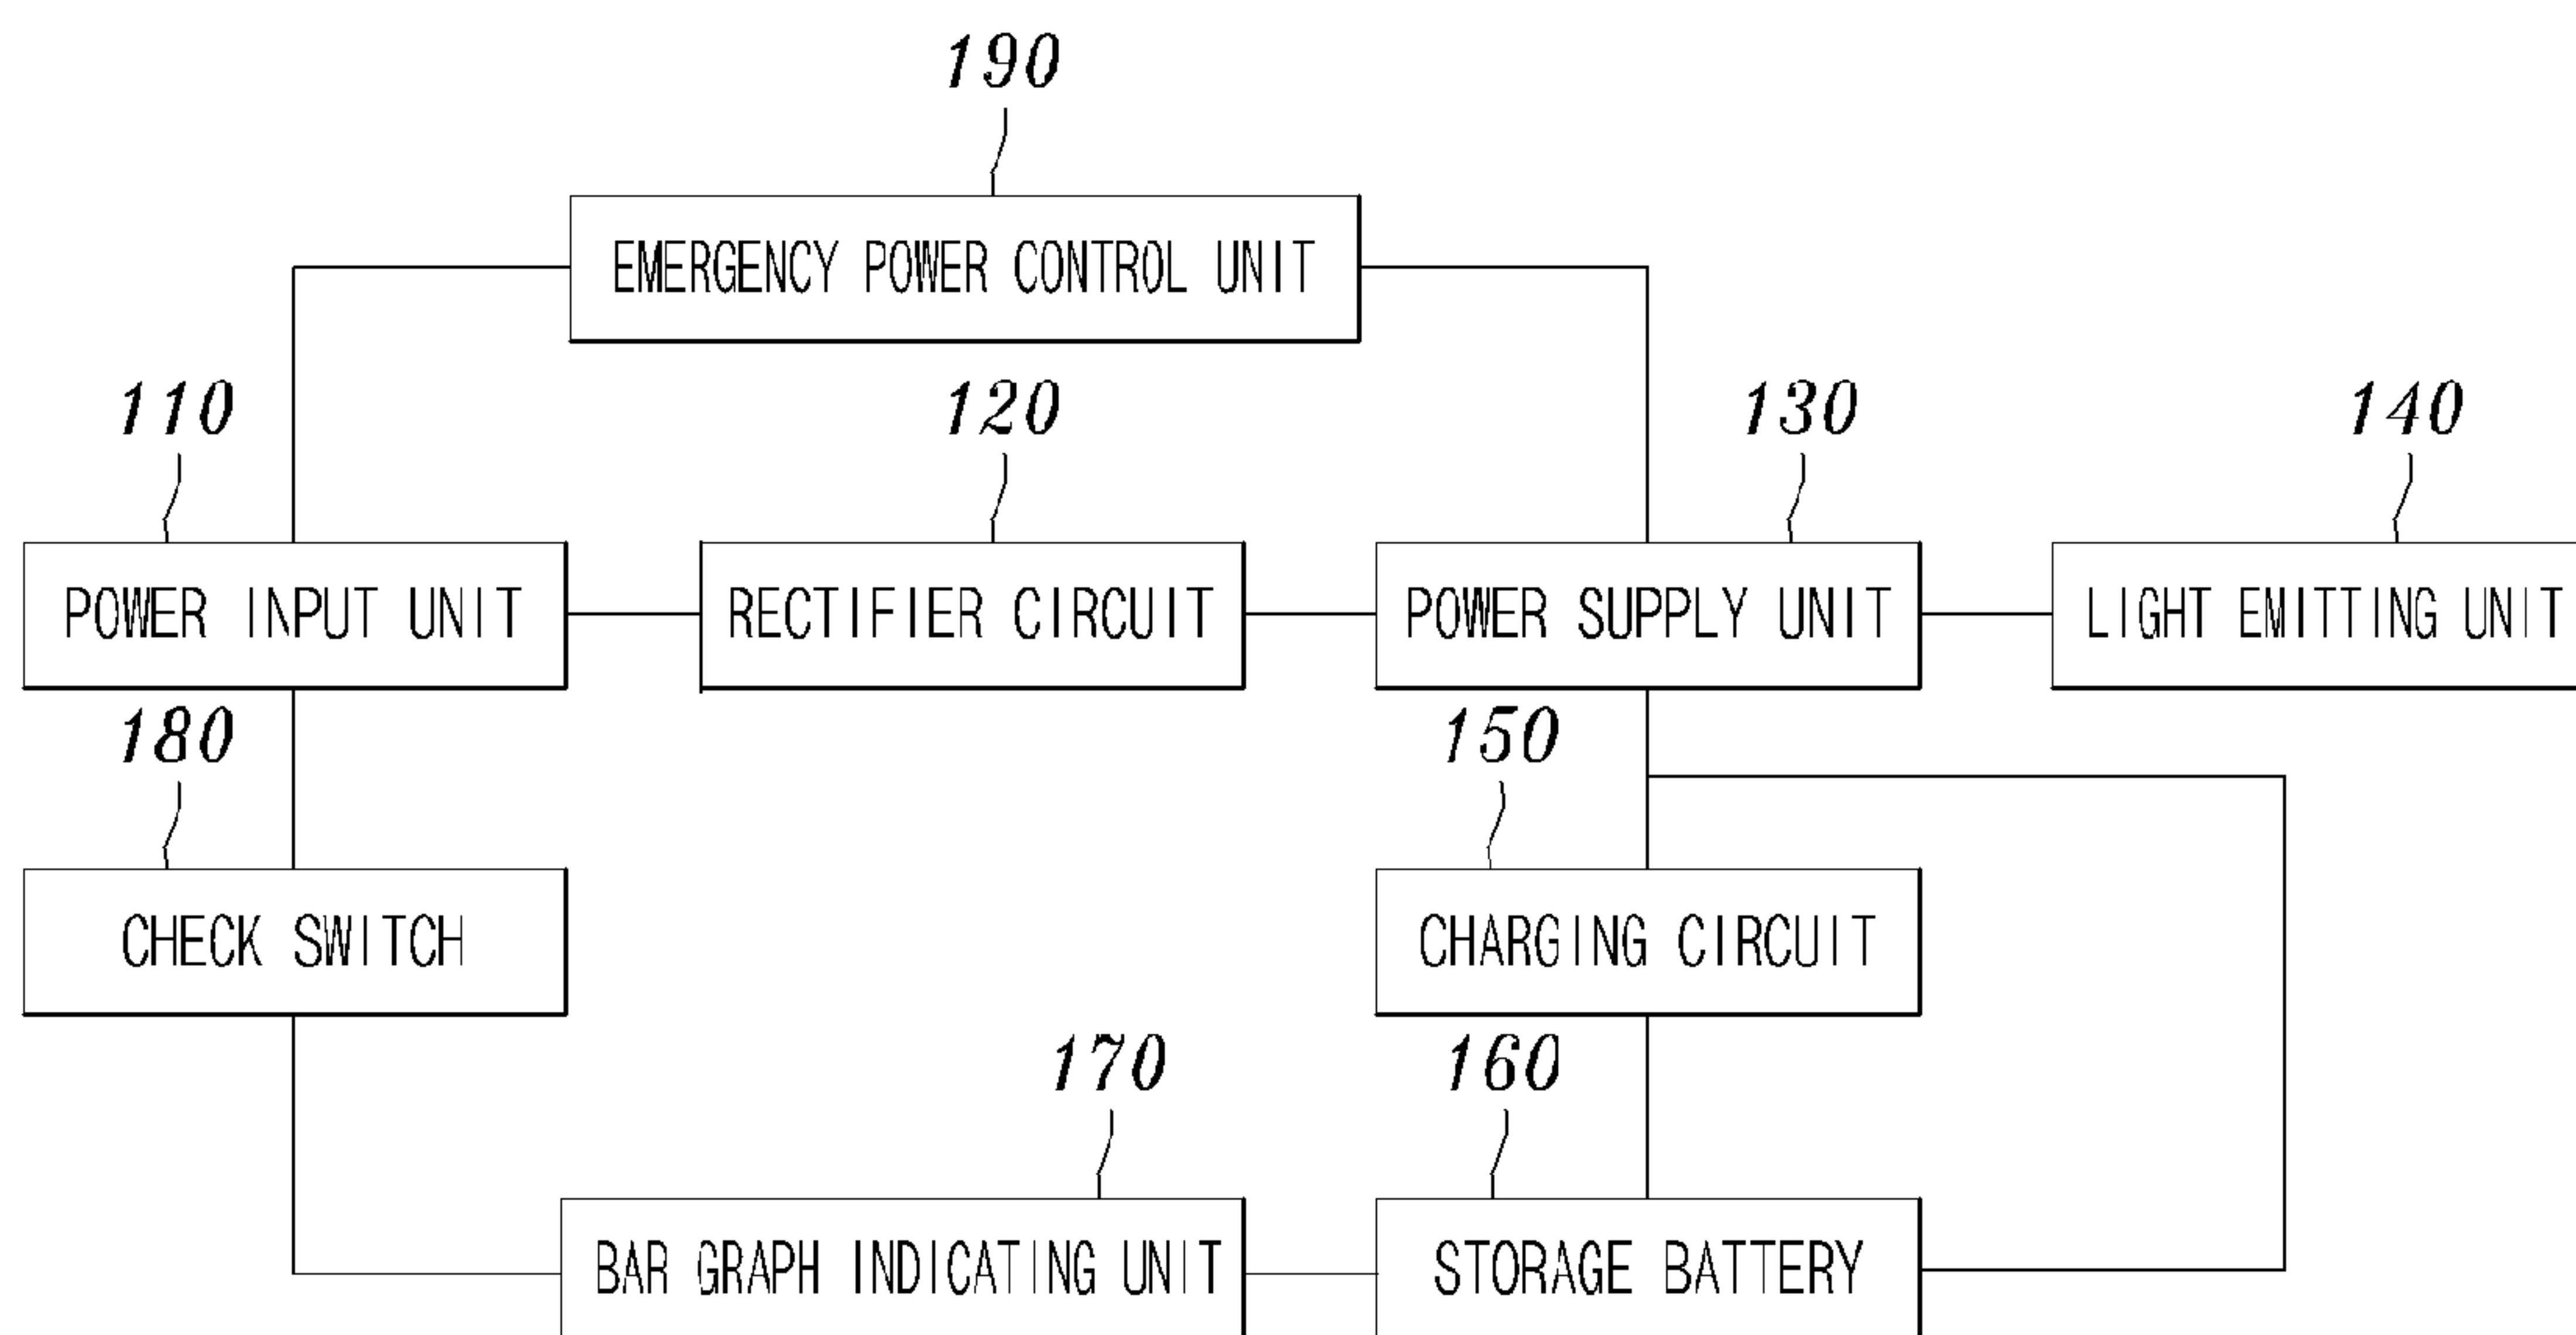 190
EMERGENCY POWER CONTROL UNIT
110
120
130
140
POWER INPUT UNIT
RECTIFIER CIRCUIT
POWER SUPPLY UNIT
LIGHT EMITTING UNIT
180
150
CHECK SWITCH
CHARGING CIRCUIT
170
160
BAR GRAPH INDICATING UNIT
STORAGE BATTERY